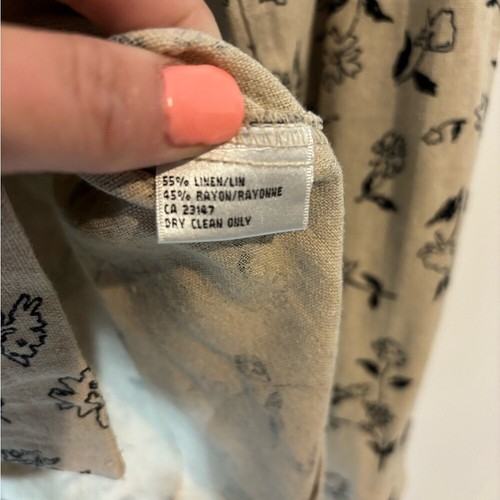 55% LINEN/LIN
45% RAYON/RAYONNE
CA 23147
DRY CLEAN ONLY